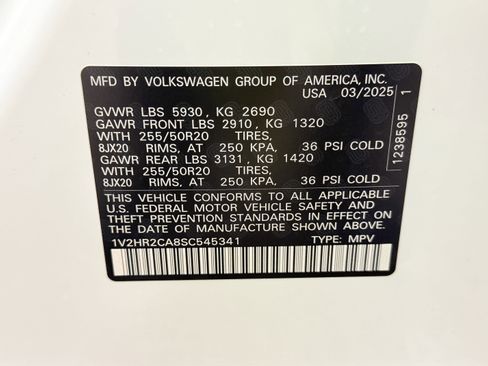 MFD BY VOLKSWAGEN GROUP OF AMERICA, INC.
USA 03/2025
GVWR LBS 5930, KG 2690
GAWR FRONT LBS 2910, KG 1320
WITH 255/50R20 TIRES,
8JX20 RIMS, AT 250 KPA, 36 PSI COLD
GAWR REAR LBS 3131, KG 1420
WITH 255/50R20 TIRES,
8JX20 RIMS, AT 250 KPA, 36 PSI COLD
THIS VEHICLE CONFORMS TO ALL APPLICABLE
U.S. FEDERAL MOTOR VEHICLE SAFETY AND
THEFT PREVENTION STANDARDS IN EFFECT ON
THE DATE OF MANUFACTURE SHOWN ABOVE.
1V2HR2CA8SC545341 TYPE: MPV
1238595 1